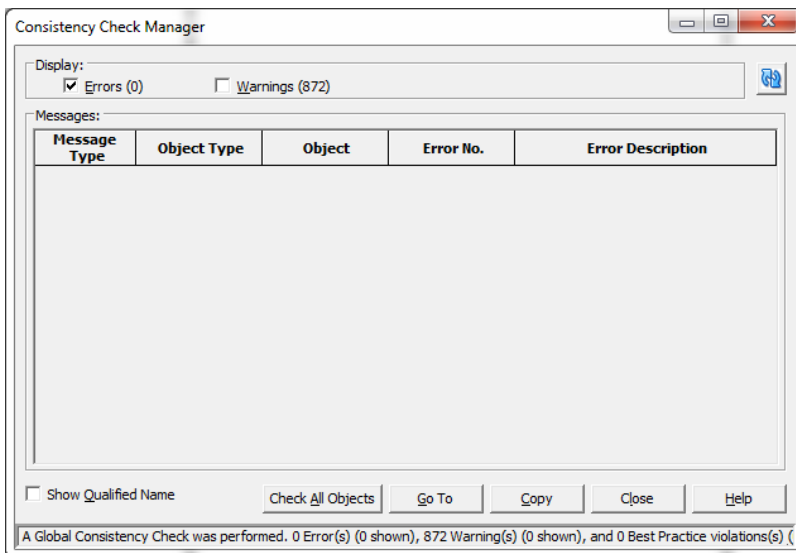 Consistency Check Manager
Display:
Errors (0) Warnings (872)
Messages:
Message Type Object Type Object Error No. Error Description
Show Qualified Name Check All Objects Go To Copy Close Help
A Global Consistency Check was performed. 0 Error(s) (0 shown), 872 Warning(s) (0 shown), and 0 Best Practice violations(s) (